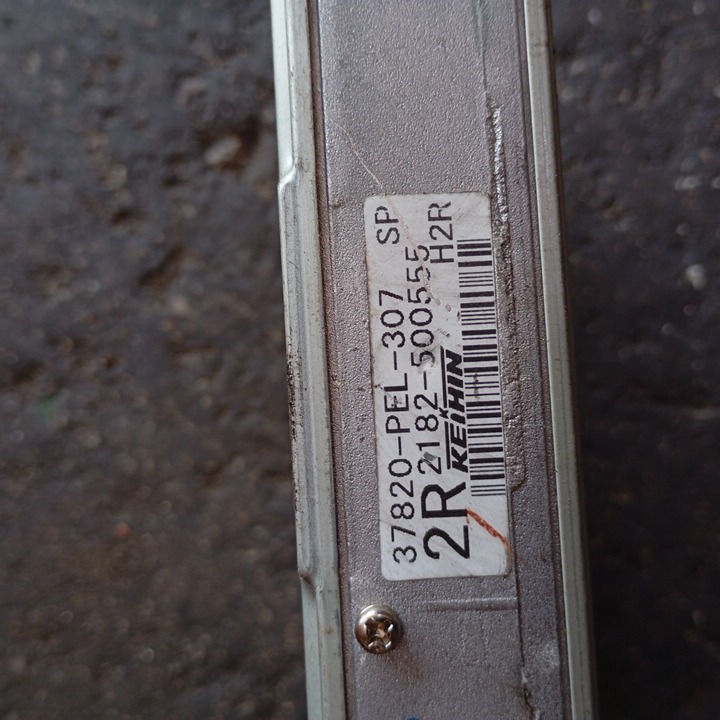 37820-PEL-307 SP
2R 2182-500555
KEIHIN H2R